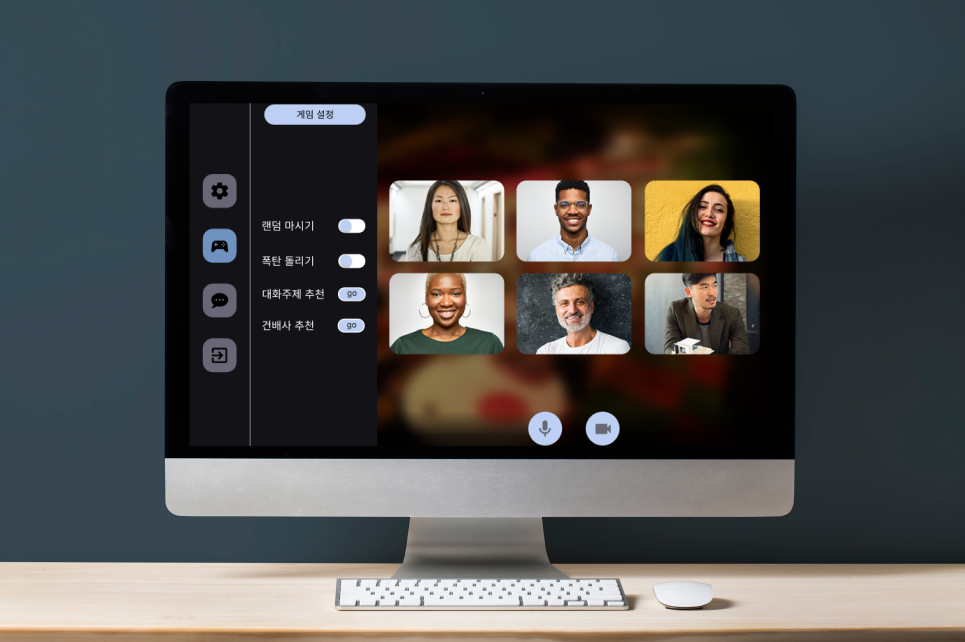 게임 설정
랜덤 마시기
폭탄 돌리기
대화주제 추천
go
건배사 추천
go